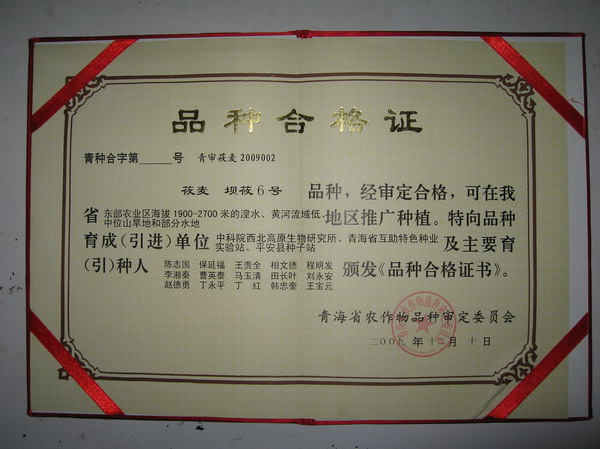 品种合格证
青种合字第_____号 青审莜麦2009002
莜麦 坝莜6号 品种，经审定合格，可在我
省东部农业区海拔1900-2700米的湟水、黄河流域低、中位山旱地和部分水地地区推广种植。特向品种
育成(引进)单位中科院西北高原生物研究所、青海省互助特色种业实验站、平安县种子站及主要育
(引)种人陈志国 保延福 王贵全 相文德 程明发
李湘秦 曹英泰 马玉清 田长叶 刘永安 颁发《品种合格证书》。
赵德勇 丁永平 丁 红 韩忠奎 王宝元
青海省农作物品种审定委员会
二〇〇九年十二月十日